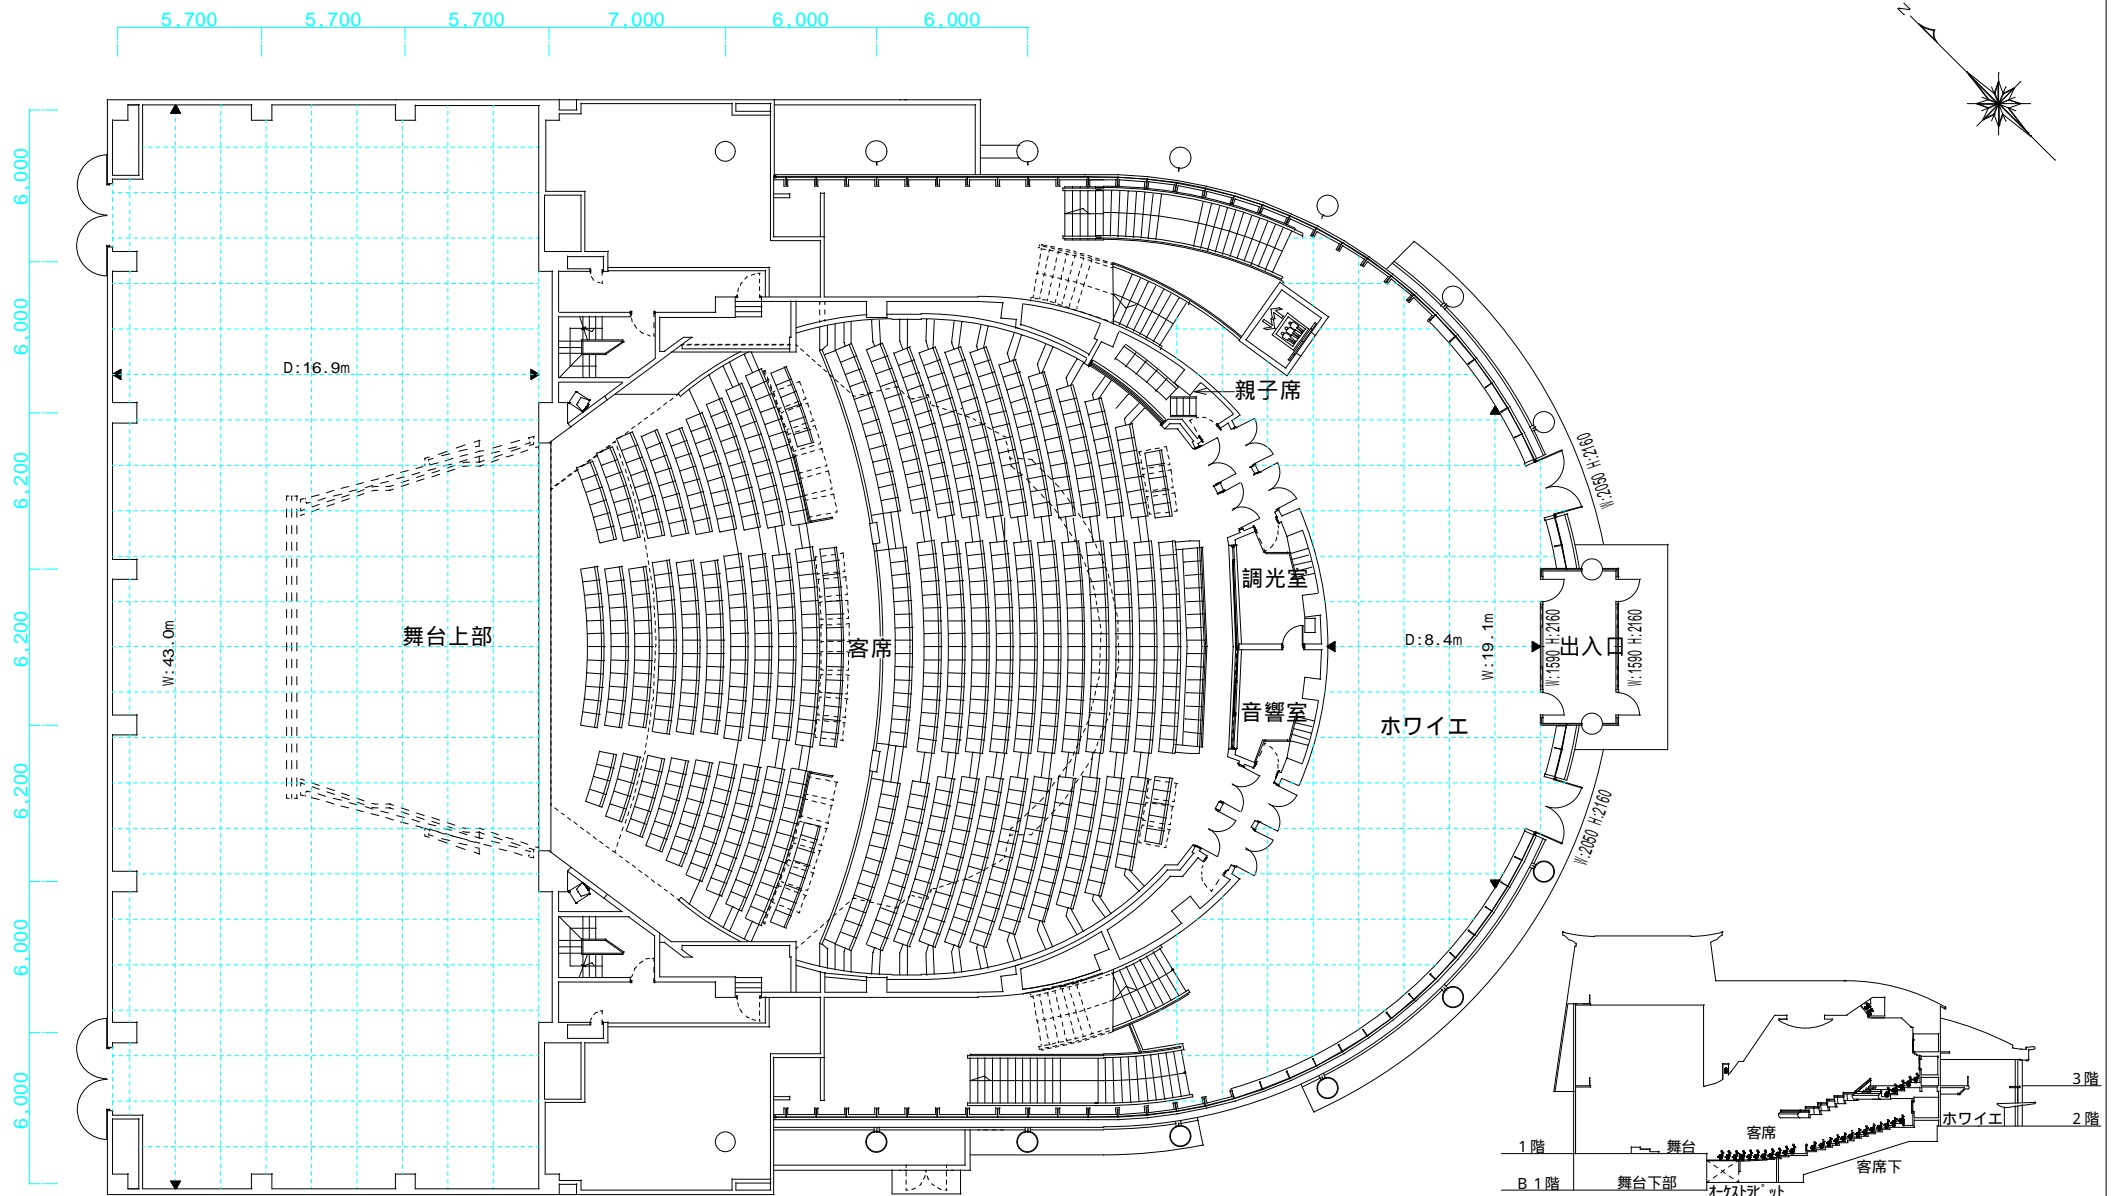 5,700
5,700
5,700
7,000
6,000
6,000
N
6,000
6,000
6,200
6,200
6,200
6,000
6,000
D:16.9m
W:43.0m
舞台上部
客席
親子席
調光室
音響室
ホワイエ
D:8.4m
W:19.1m
W:2050 H:2160
W:1590 H:2160
出入口
W:1590 H:2160
W:2050 H:2160
3階
ホワイエ
2階
客席
1階
舞台
客席下
B1階
舞台下部
オーケストラピット